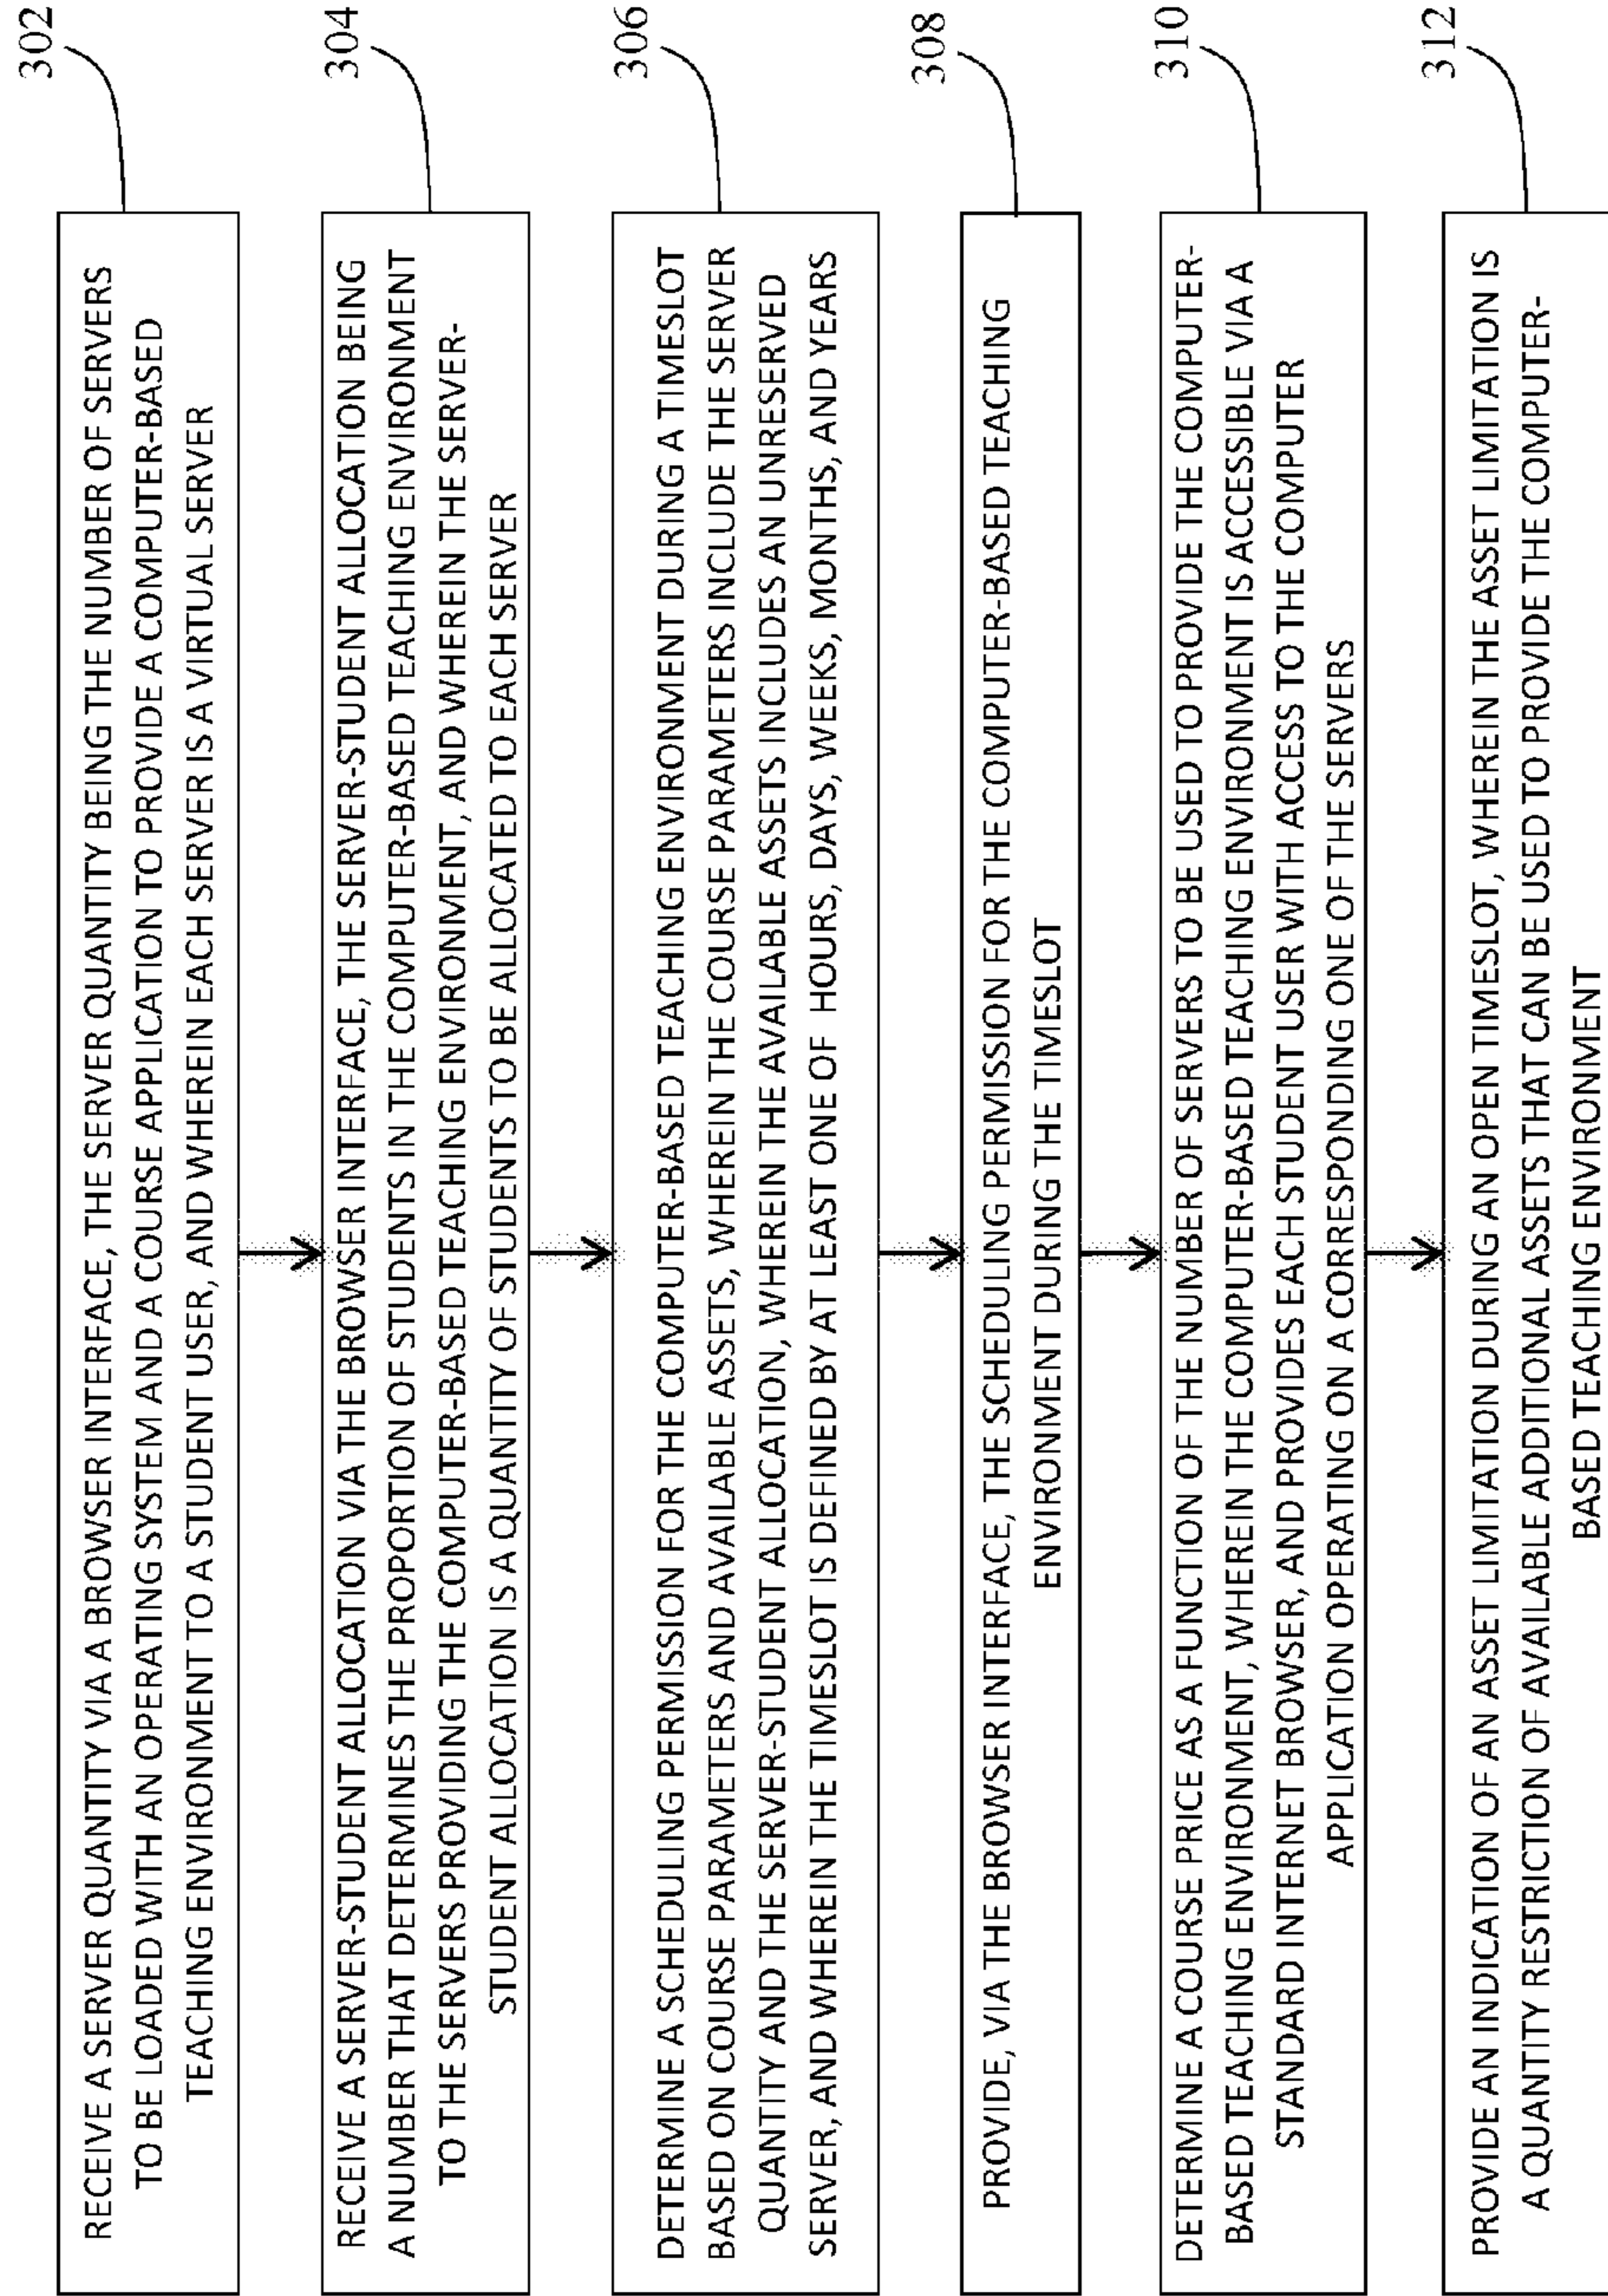 RECEIVE A SERVER QUANTITY VIA A BROWSER INTERFACE, THE SERVER QUANTITY BEING THE NUMBER OF SERVERS
TO BE LOADED WITH AN OPERATING SYSTEM AND A COURSE APPLICATION TO PROVIDE A COMPUTER-BASED
TEACHING ENVIRONMENT TO A STUDENT USER, AND WHEREIN EACH SERVER IS A VIRTUAL SERVER
302
RECEIVE A SERVER-STUDENT ALLOCATION VIA THE BROWSER INTERFACE, THE SERVER-STUDENT ALLOCATION BEING
A NUMBER THAT DETERMINES THE PROPORTION OF STUDENTS IN THE COMPUTER-BASED TEACHING ENVIRONMENT
TO THE SERVERS PROVIDING THE COMPUTER-BASED TEACHING ENVIRONMENT, AND WHEREIN THE SERVER-
STUDENT ALLOCATION IS A QUANTITY OF STUDENTS TO BE ALLOCATED TO EACH SERVER
304
DETERMINE A SCHEDULING PERMISSION FOR THE COMPUTER-BASED TEACHING ENVIRONMENT DURING A TIMESLOT
BASED ON COURSE PARAMETERS AND AVAILABLE ASSETS, WHEREIN THE COURSE PARAMETERS INCLUDE THE SERVER
QUANTITY AND THE SERVER-STUDENT ALLOCATION, WHEREIN THE AVAILABLE ASSETS INCLUDES AN UNRESERVED
SERVER, AND WHEREIN THE TIMESLOT IS DEFINED BY AT LEAST ONE OF HOURS, DAYS, WEEKS, MONTHS, AND YEARS
306
PROVIDE, VIA THE BROWSER INTERFACE, THE SCHEDULING PERMISSION FOR THE COMPUTER-BASED TEACHING
ENVIRONMENT DURING THE TIMESLOT
308
DETERMINE A COURSE PRICE AS A FUNCTION OF THE NUMBER OF SERVERS TO BE USED TO PROVIDE THE COMPUTER-
BASED TEACHING ENVIRONMENT, WHEREIN THE COMPUTER-BASED TEACHING ENVIRONMENT IS ACCESSIBLE VIA A
STANDARD INTERNET BROWSER, AND PROVIDES EACH STUDENT USER WITH ACCESS TO THE COMPUTER
APPLICATION OPERATING ON A CORRESPONDING ONE OF THE SERVERS
310
PROVIDE AN INDICATION OF AN ASSET LIMITATION DURING AN OPEN TIMESLOT, WHEREIN THE ASSET LIMITATION IS
A QUANTITY RESTRICTION OF AVAILABLE ADDITIONAL ASSETS THAT CAN BE USED TO PROVIDE THE COMPUTER-
BASED TEACHING ENVIRONMENT
312